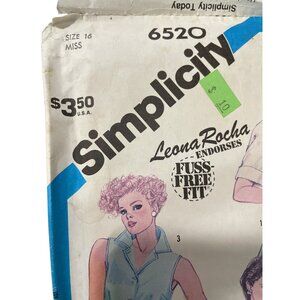 Simplicity Today
SIZE 16
MISS
6520
$3.50
U.S.A.
Simplicity
Leona Rocha
ENDORSES
FUSS-
FREE
FIT
3